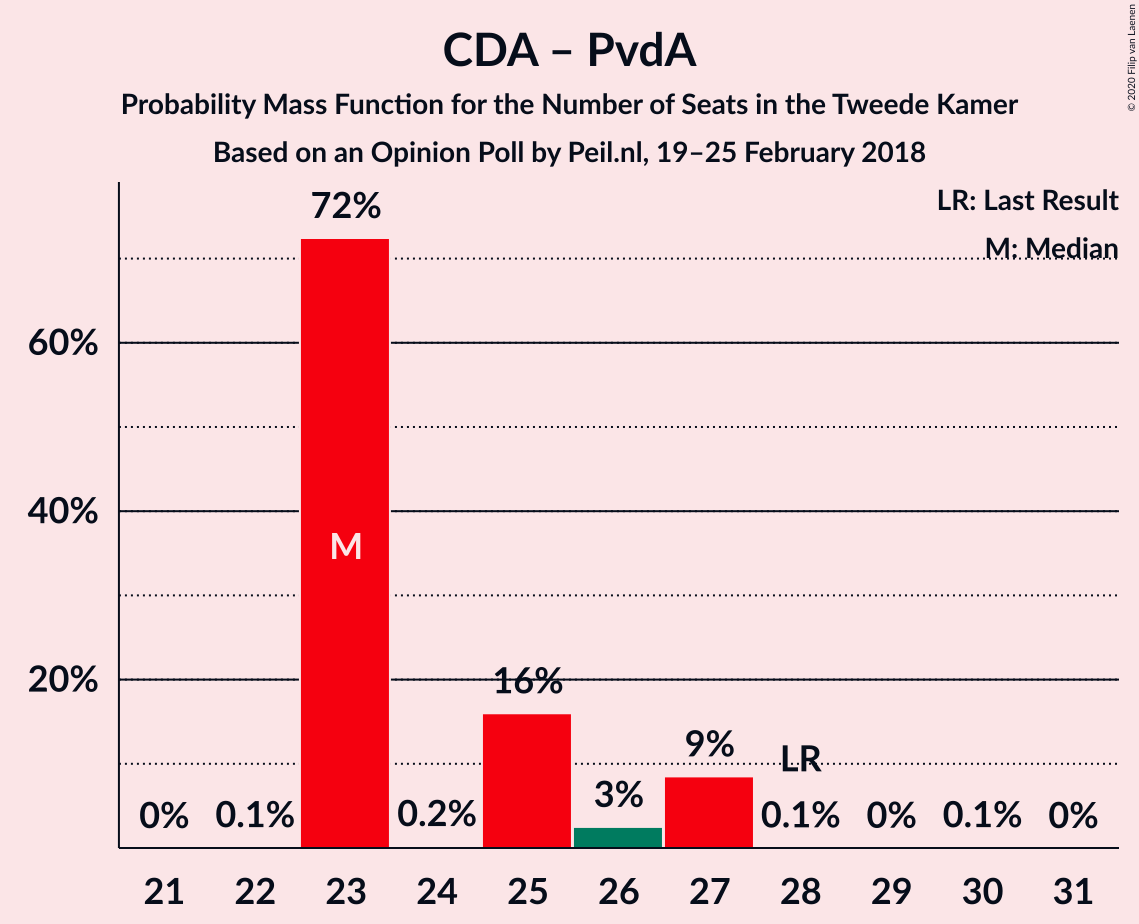 CDA – PvdA
Probability Mass Function for the Number of Seats in the Tweede Kamer
Based on an Opinion Poll by Peil.nl, 19–25 February 2018
© 2020 Filip van Laenen
LR: Last Result
M: Median
60%
40%
20%
0%
0.1%
72%
M
0.2%
16%
3%
9%
LR
0.1%
0%
0.1%
0%
21 22 23 24 25 26 27 28 29 30 31